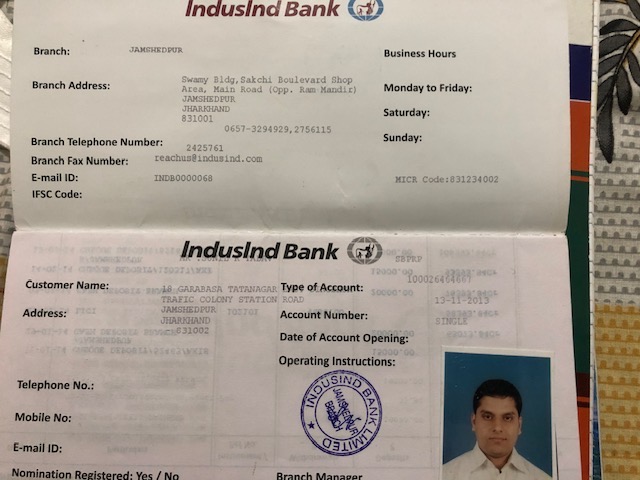 IndusInd Bank
Branch: JAMSHEDPUR
Business Hours
Branch Address: Swamy Bldg,Sakchi Boulevard Shop
Area, Main Road (Opp. Ram Mandir)
JAMSHEDPUR
JHARKHAND
831001
Monday to Friday:
Saturday:
Sunday:
0657-3294929,2756115
Branch Telephone Number:
2425761
Branch Fax Number: reachus@indusind.com
E-mail ID: INDB0000068
MICR Code:831234002
IFSC Code:
IndusInd Bank
SBPRP
Customer Name:
Type of Account:
18 GARABASA TATANAGAR
TRAFIC COLONY STATION ROAD
Address: JAMSHEDPUR
JHARKHAND
831002
Account Number: 13-11-2013
SINGLE
Date of Account Opening:
Operating Instructions:
Telephone No.:
Mobile No:
E-mail ID:
INDUSIND BANK LIMITED
JAMSHEDPUR
BRANCH
Nomination Registered: Yes / No
Branch Manager